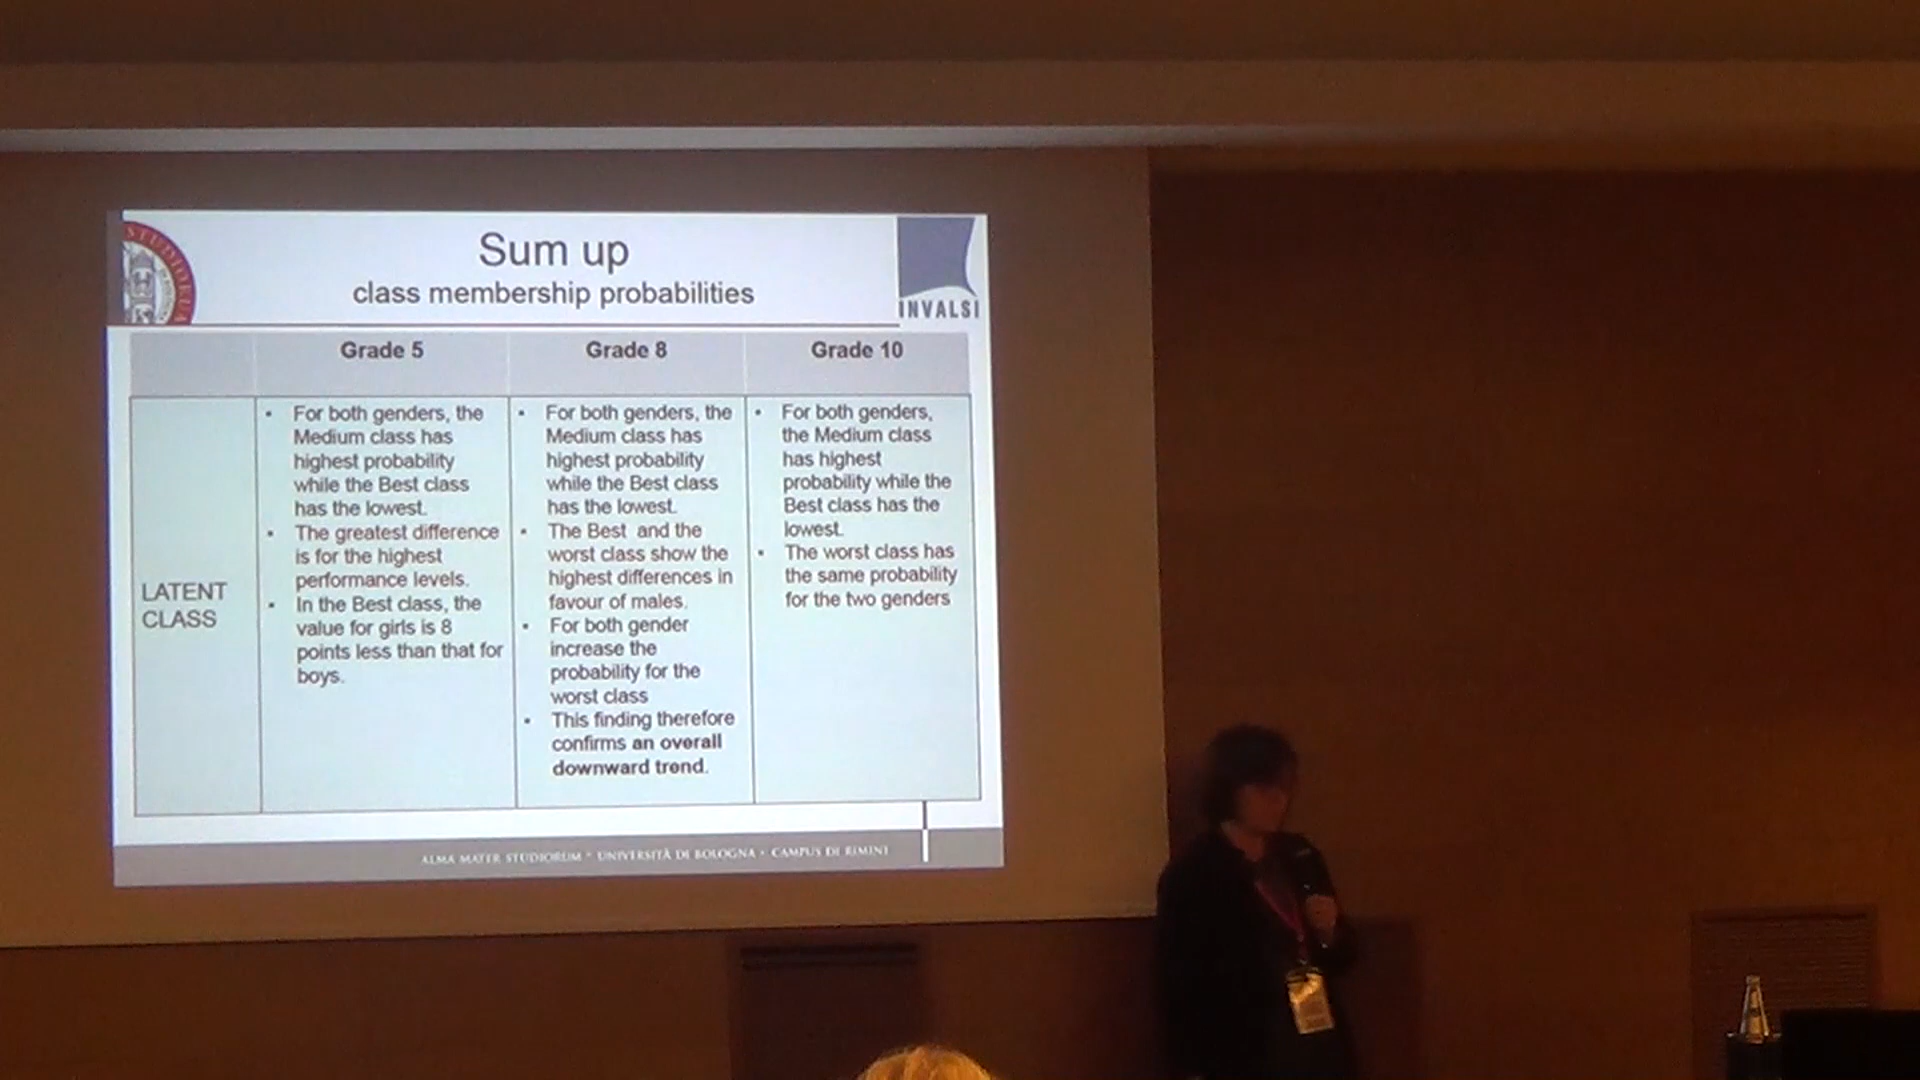 STUDIORUM
Sum up
class membership probabilities
INVALSI
Grade 5
Grade 8
Grade 10
LATENT
CLASS
• For both genders, the
Medium class has
highest probability
while the Best class
has the lowest.
• The greatest difference
is for the highest
performance levels.
• In the Best class, the
value for girls is 8
points less than that for
boys.
• For both genders, the
Medium class has
highest probability
while the Best class
has the lowest.
• The Best and the
worst class show the
highest differences in
favour of males.
• For both gender
increase the
probability for the
worst class
• This finding therefore
confirms an overall
downward trend.
• For both genders,
the Medium class
has highest
probability while the
Best class has the
lowest.
• The worst class has
the same probability
for the two genders
ALMA MATER STUDIORUM • UNIVERSITÀ DI BOLOGNA • CAMPUS DI RIMINI